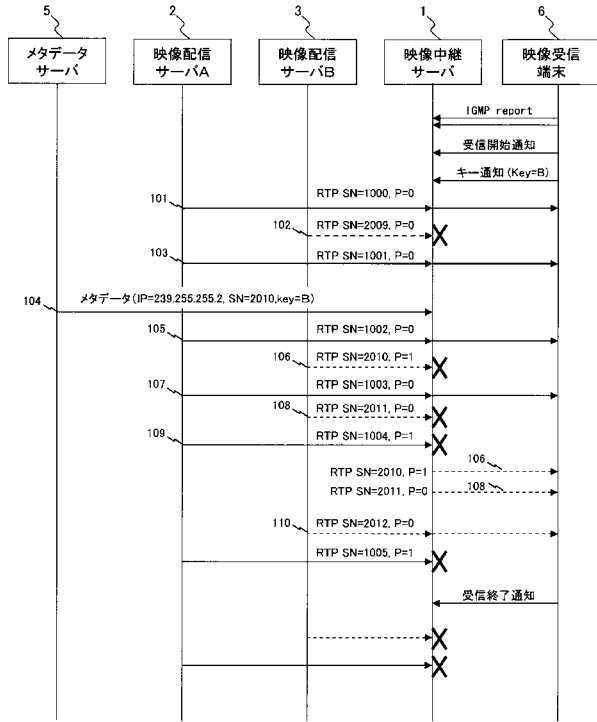 5
2
3
1
6
メタデータ
サーバ
映像配信
サーバA
映像配信
サーバB
映像中継
サーバ
映像受信
端末
IGMP report
受信開始通知
キー通知(Key=B)
101
RTP SN=1000, P=0
102
RTP SN=2009, P=0
103
RTP SN=1001, P=0
104
メタデータ(IP=239.255.255.2, SN=2010,key=B)
105
RTP SN=1002, P=0
106
RTP SN=2010, P=1
107
RTP SN=1003, P=0
108
RTP SN=2011, P=0
109
RTP SN=1004, P=1
RTP SN=2010, P=1
106
RTP SN=2011, P=0
108
110
RTP SN=2012, P=0
RTP SN=1005, P=1
受信終了通知